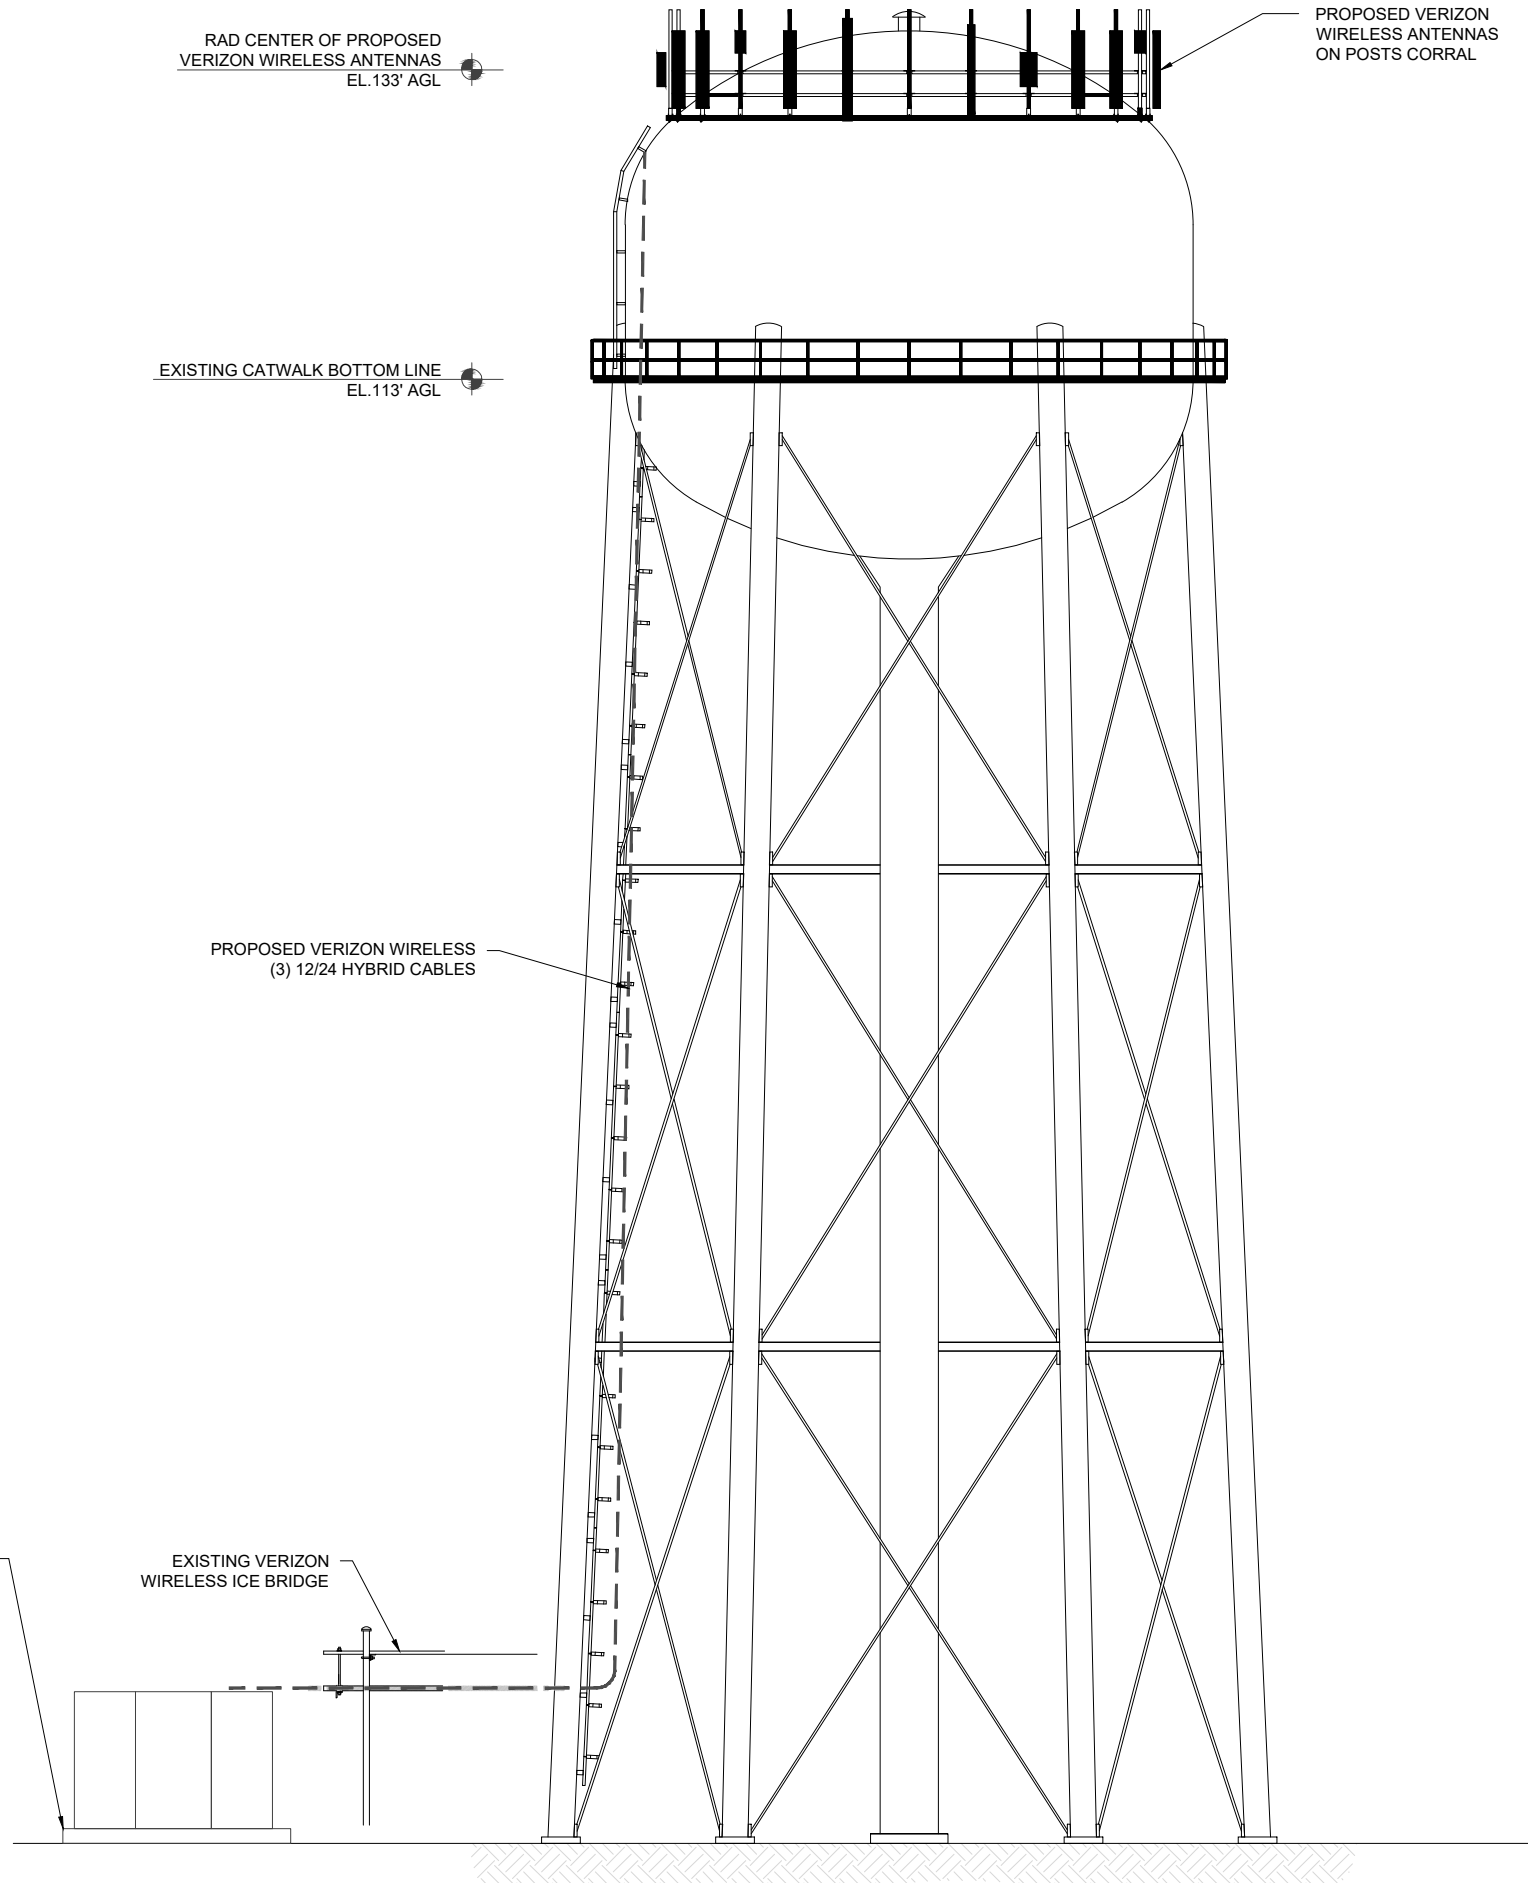 RAD CENTER OF PROPOSED
VERIZON WIRELESS ANTENNAS
EL.133' AGL
PROPOSED VERIZON
WIRELESS ANTENNAS
ON POSTS CORRAL
EXISTING CATWALK BOTTOM LINE
EL.113' AGL
PROPOSED VERIZON WIRELESS
(3) 12/24 HYBRID CABLES
EXISTING VERIZON
WIRELESS ICE BRIDGE